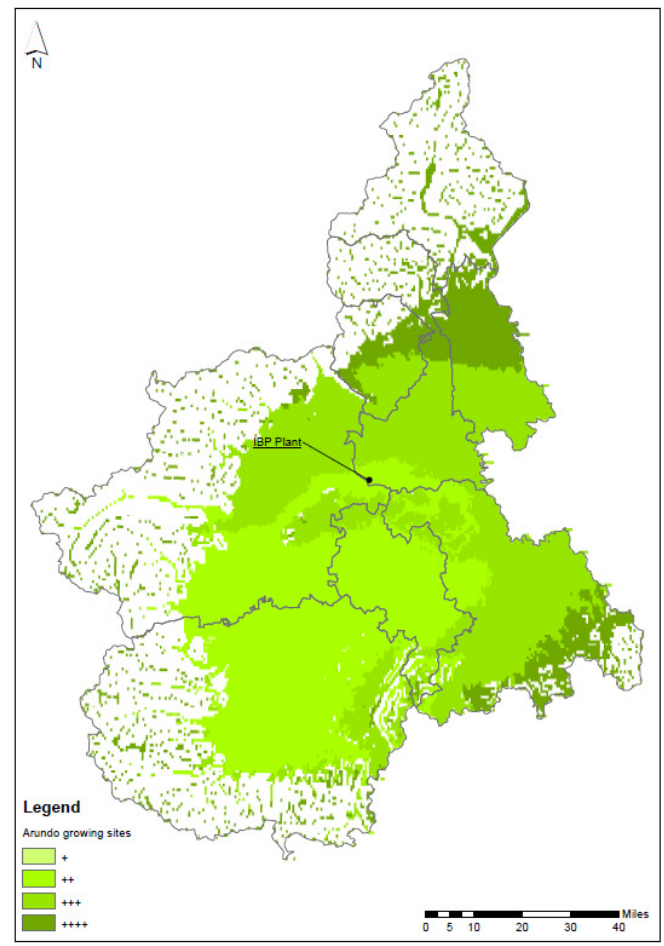 N
IBP Plant
Legend
Arundo growing sites
+
++
+++
++++
Miles
0 5 10 20 30 40